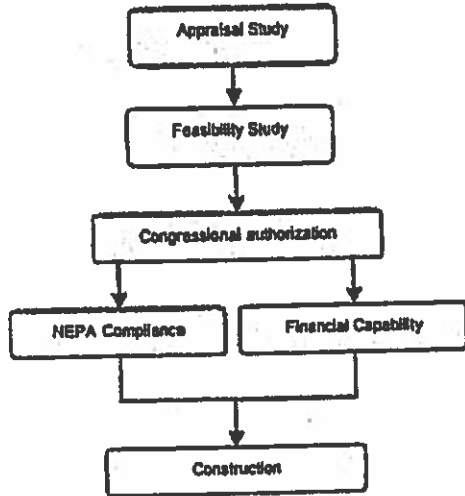 Appraisal Study
Feasibility Study
Congressional authorization
NEPA Compliance
Financial Capability
Construction